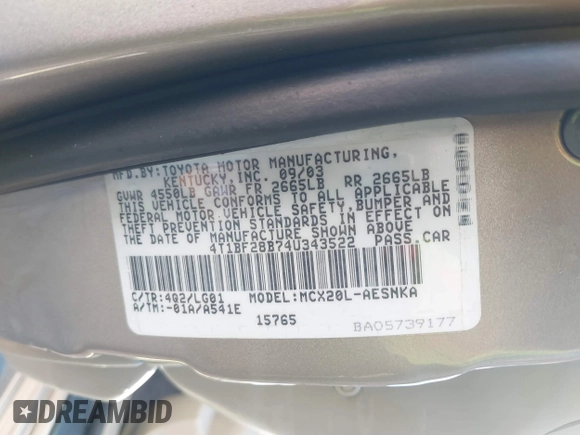 MFD.BY:TOYOTA MOTOR MANUFACTURING,
KENTUCKY, INC. 09/03
GVWR 4550LB GAWR FR 2665LB RR 2665LB
THIS VEHICLE CONFORMS TO ALL APPLICABLE
FEDERAL MOTOR VEHICLE SAFETY, BUMPER AND
THEFT PREVENTION STANDARDS IN EFFECT ON
THE DATE OF MANUFACTURE SHOWN ABOVE
4T1BF28B74U343522 PASS.CAR
C/TR:4Q2/LG01 MODEL:MCX20L-AESNKA
A/TM:-01A/A541E
15765 BA05739177
DREAMBID